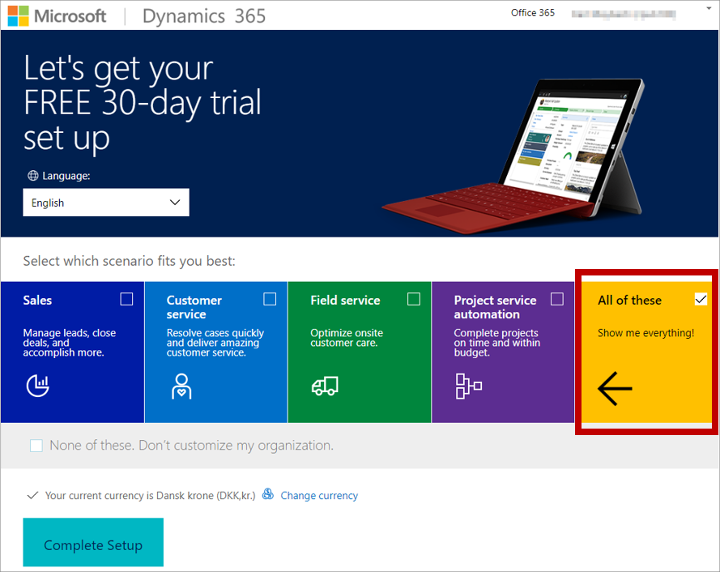 Microsoft
Dynamics 365
Office 365
Let's get your
FREE 30-day trial
set up
Language:
English
Select which scenario fits you best:
Sales
Manage leads, close
deals, and
accomplish more.
Customer
service
Resolve cases quickly
and deliver amazing
customer service.
Field service
Optimize onsite
customer care.
Project service
automation
Complete projects
on time and within
budget.
All of these
Show me everything!
None of these. Don't customize my organization.
Your current currency is Dansk krone (DKK,kr.)
Change currency
Complete Setup